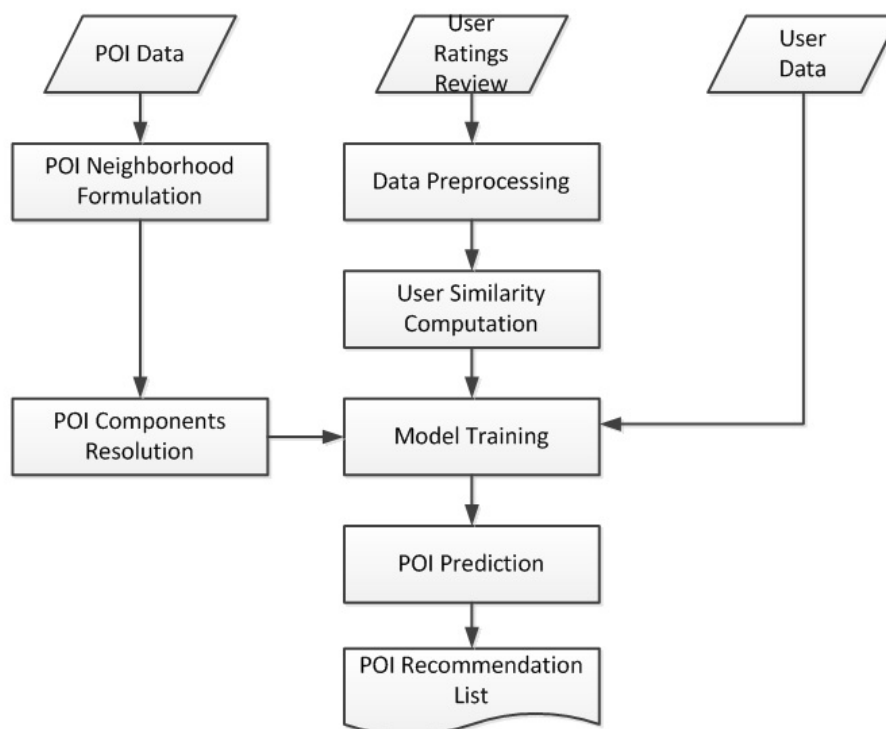 POI Data
User
Ratings
Review
User
Data
POI Neighborhood
Formulation
Data Preprocessing
User Similarity
Computation
POI Components
Resolution
Model Training
POI Prediction
POI Recommendation
List